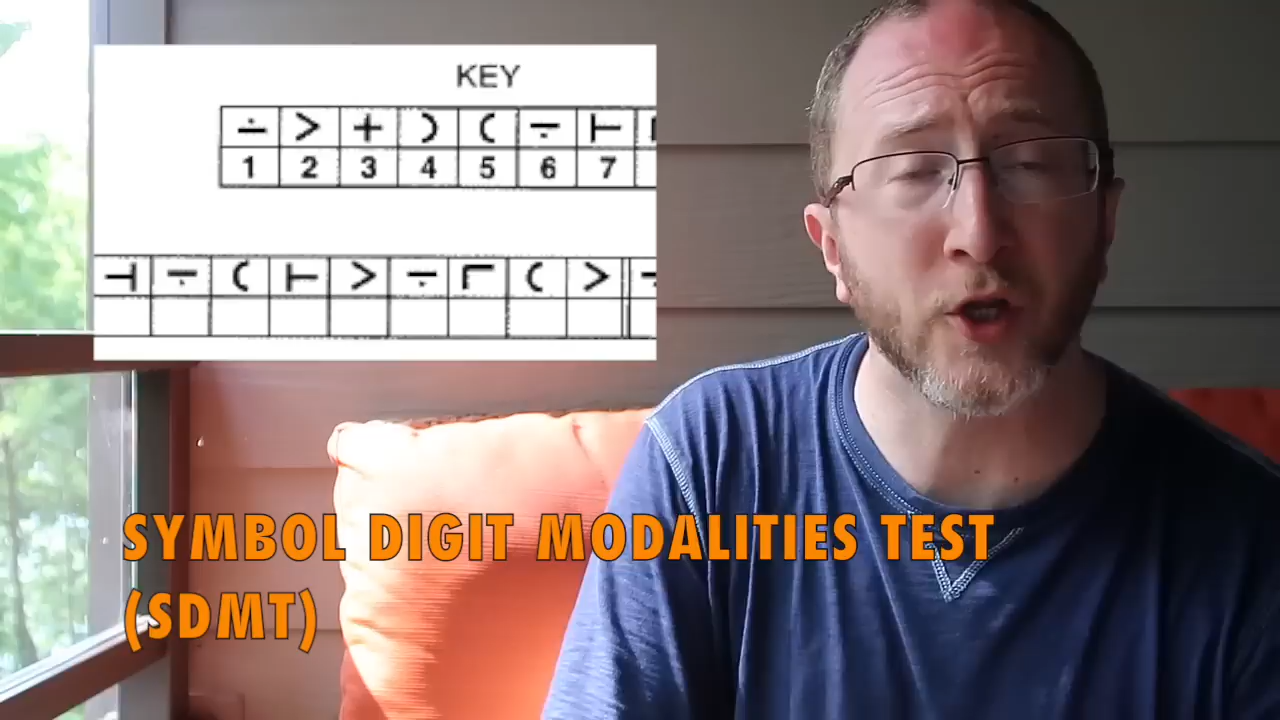 KEY
÷ > + ) ( ÷ ⊢
1 2 3 4 5 6 7
⊣ ÷ ( ⊢ > ÷ Γ ( >
SYMBOL DIGIT MODALITIES TEST
(SDMT)